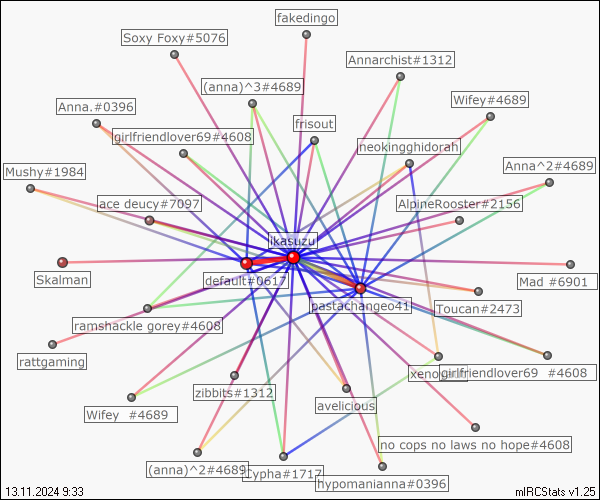 fakedingo
Soxy Foxy#5076
Annarchist#1312
(anna)^3#4689
Wifey#4689
Anna.#0396
frisout
girlfriendlover69#4608
neokingghidorah
Anna^2#4689
Mushy#1984
ace deucy#7097
AlpineRooster#2156
ikasuzu
Skalman
default#0617
Mad #6901
pastachangeo41
Toucan#2473
ramshackle gorey#4608
rattgaming
girlfriendlover69 #4608
zibbits#1312
avelicious
Wifey #4689
no cops no laws no hope#4608
(anna)^2#4689
Cypha#1717
hypomanianna#0396
13.11.2024 9:33
mIRCStats v1.25